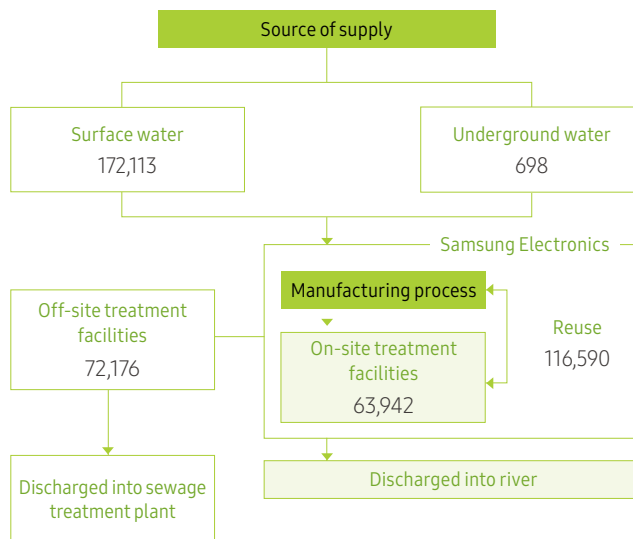 Source of supply
Surface water
172,113
Underground water
698
Samsung Electronics
Manufacturing process
Off-site treatment
facilities
72,176
On-site treatment
facilities
63,942
Reuse
116,590
Discharged into sewage
treatment plant
Discharged into river